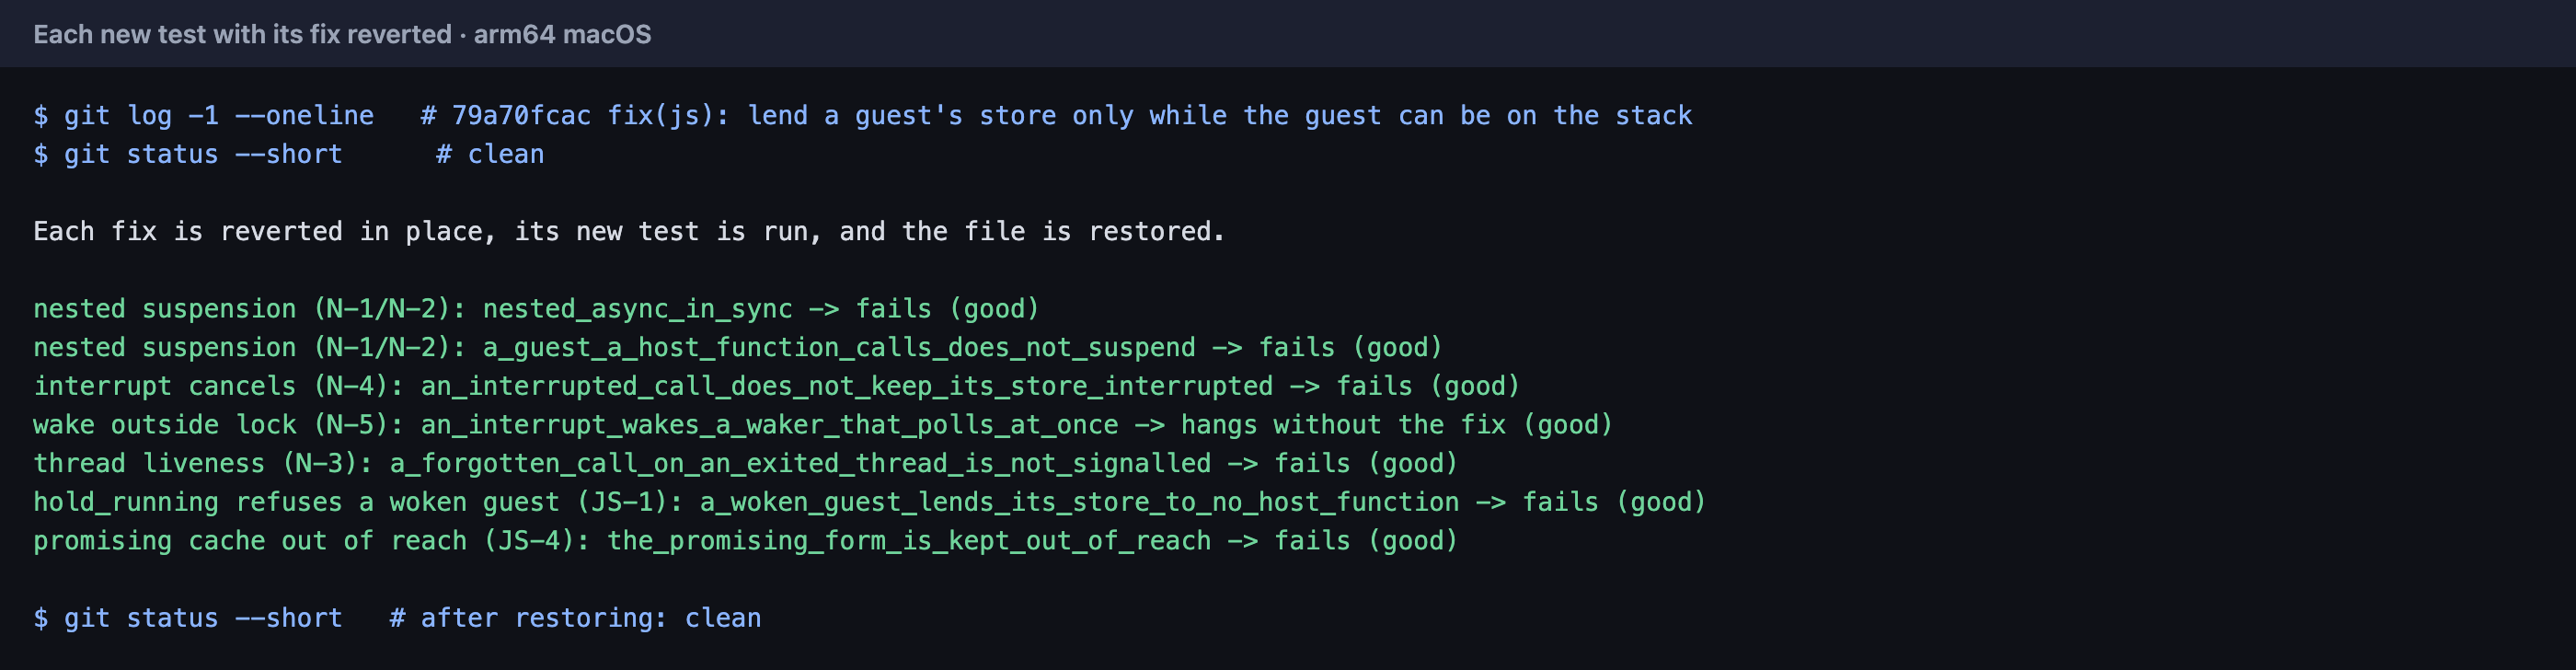 Each new test with its fix reverted · arm64 macOS
$ git log -1 --oneline   # 79a70fcac fix(js): lend a guest's store only while the guest can be on the stack
$ git status --short      # clean
Each fix is reverted in place, its new test is run, and the file is restored.
nested suspension (N-1/N-2): nested_async_in_sync -> fails (good)
nested suspension (N-1/N-2): a_guest_a_host_function_calls_does_not_suspend -> fails (good)
interrupt cancels (N-4): an_interrupted_call_does_not_keep_its_store_interrupted -> fails (good)
wake outside lock (N-5): an_interrupt_wakes_a_waker_that_polls_at_once -> hangs without the fix (good)
thread liveness (N-3): a_forgotten_call_on_an_exited_thread_is_not_signalled -> fails (good)
hold_running refuses a woken guest (JS-1): a_woken_guest_lends_its_store_to_no_host_function -> fails (good)
promising cache out of reach (JS-4): the_promising_form_is_kept_out_of_reach -> fails (good)
$ git status --short   # after restoring: clean